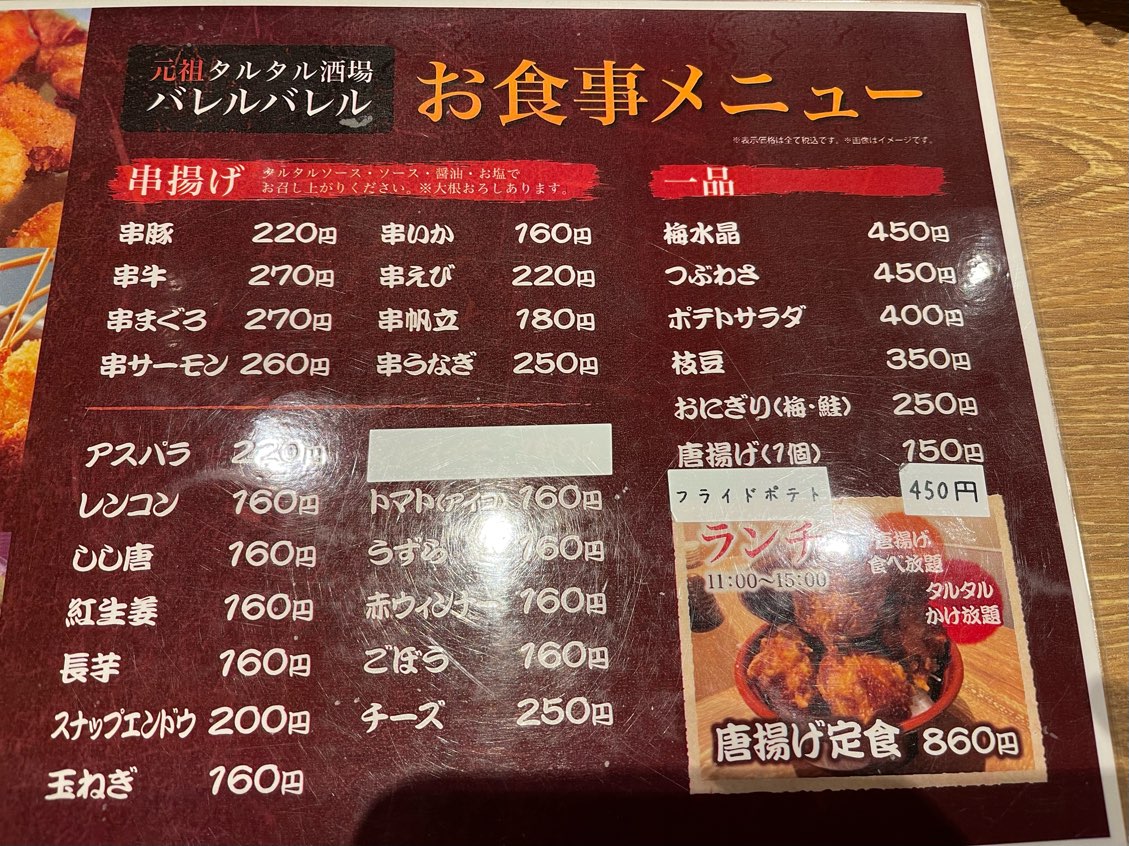 元祖タルタル酒場
バレルバレル
お食事メニュー
※表示価格は全て税込です。※画像はイメージです。
串揚げ
タルタルソース・ソース・醤油・お塩で
お召し上がりください。※大根おろしあります。
串豚 220円
串牛 270円
串まぐろ 270円
串サーモン 260円
串いか 160円
串えび 220円
串帆立 180円
串うなぎ 250円
アスパラ 220円
レンコン 160円
しし唐 160円
紅生姜 160円
長芋 160円
スナップエンドウ 200円
玉ねぎ 160円
トマト(アイコ) 160円
うずら 160円
赤ウィンナー 160円
ごぼう 160円
チーズ 250円
一品
梅水晶 450円
つぶわさ 450円
ポテトサラダ 400円
枝豆 350円
おにぎり(梅・鮭) 250円
唐揚げ(1個) 150円
フライドポテト 450円
ランチ
11:00～15:00
唐揚げ
食べ放題
タルタル
かけ放題
唐揚げ定食 860円